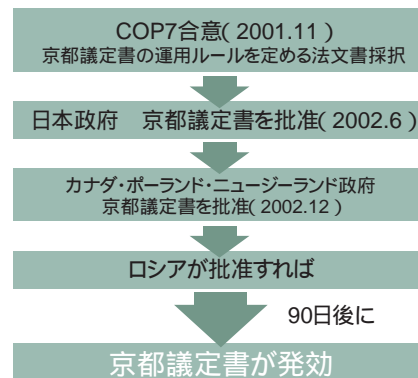 COP7合意(2001.11)
京都議定書の運用ルールを定める法文書採択
日本政府　京都議定書を批准(2002.6)
カナダ・ポーランド・ニュージーランド政府
京都議定書を批准(2002.12)
ロシアが批准すれば
90日後に
京都議定書が発効